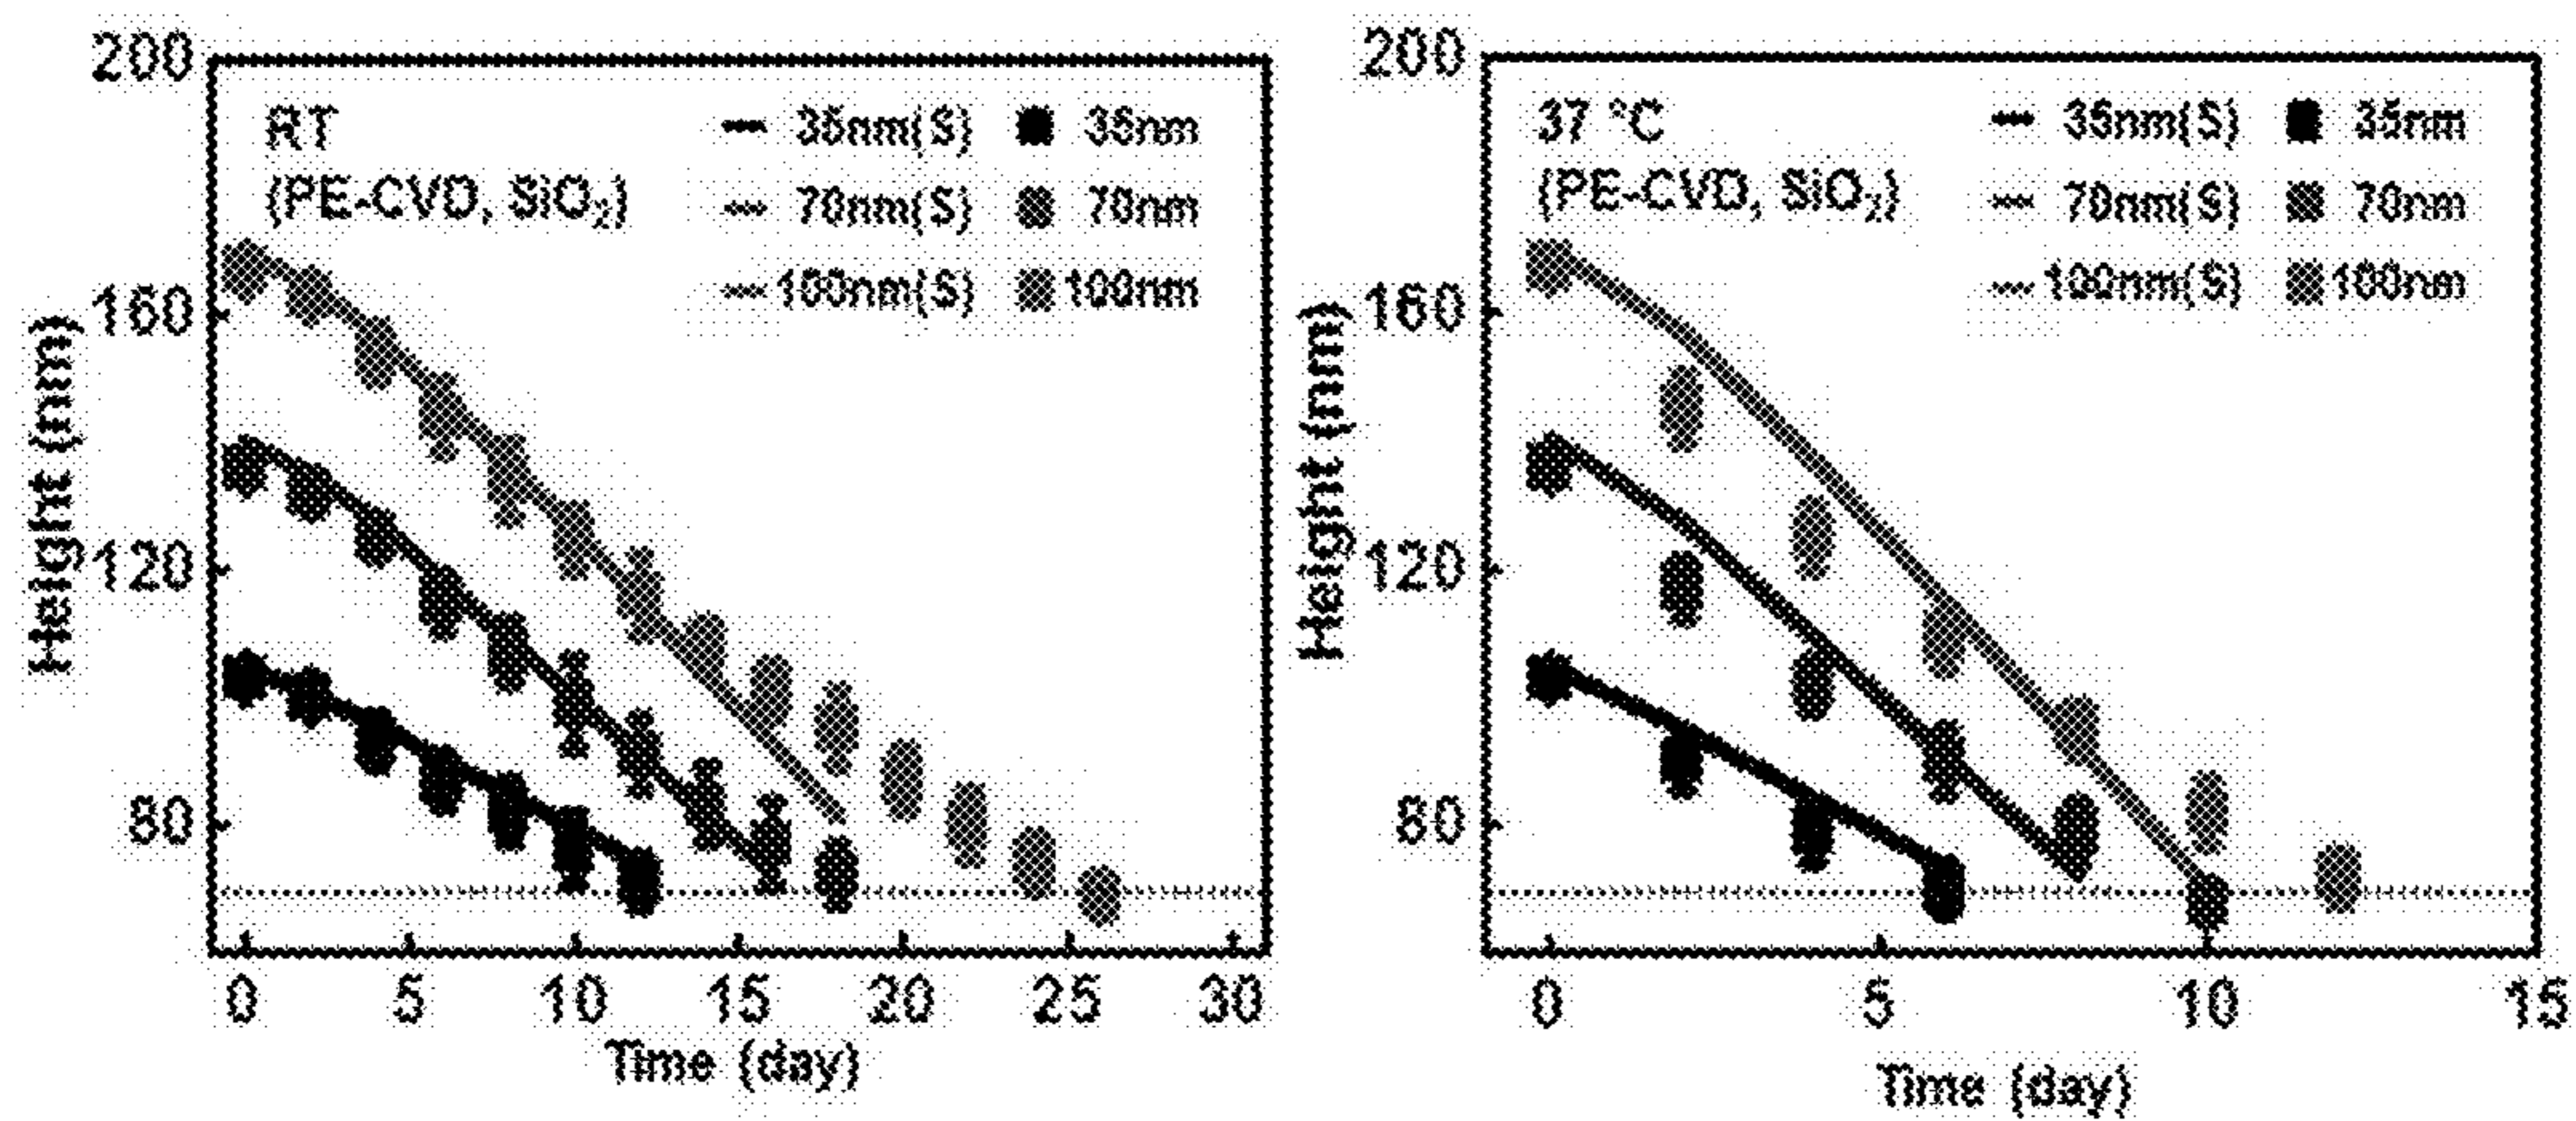 200
RT
(PE-CVD, SiO₂)
35nm(S) 35nm
70nm(S) 70nm
100nm(S) 100nm
160
120
80
Height (nm)
0 5 10 15 20 25 30
Time (day)
200
37 °C
(PE-CVD, SiO₂)
35nm(S) 35nm
70nm(S) 70nm
100nm(S) 100nm
160
120
80
Height (nm)
0 5 10 15
Time (day)